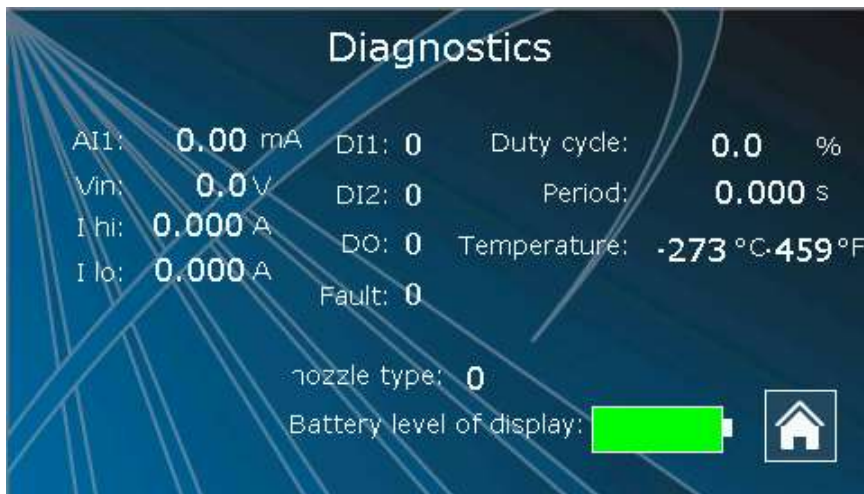 Diagnostics
AI1: 0.00 mA DI1: 0 Duty cycle: 0.0 %
Vin: 0.0 V DI2: 0 Period: 0.000 s
I hi: 0.000 A DO: 0 Temperature: -273 °C -459 °F
I lo: 0.000 A Fault: 0
nozzle type: 0
Battery level of display: